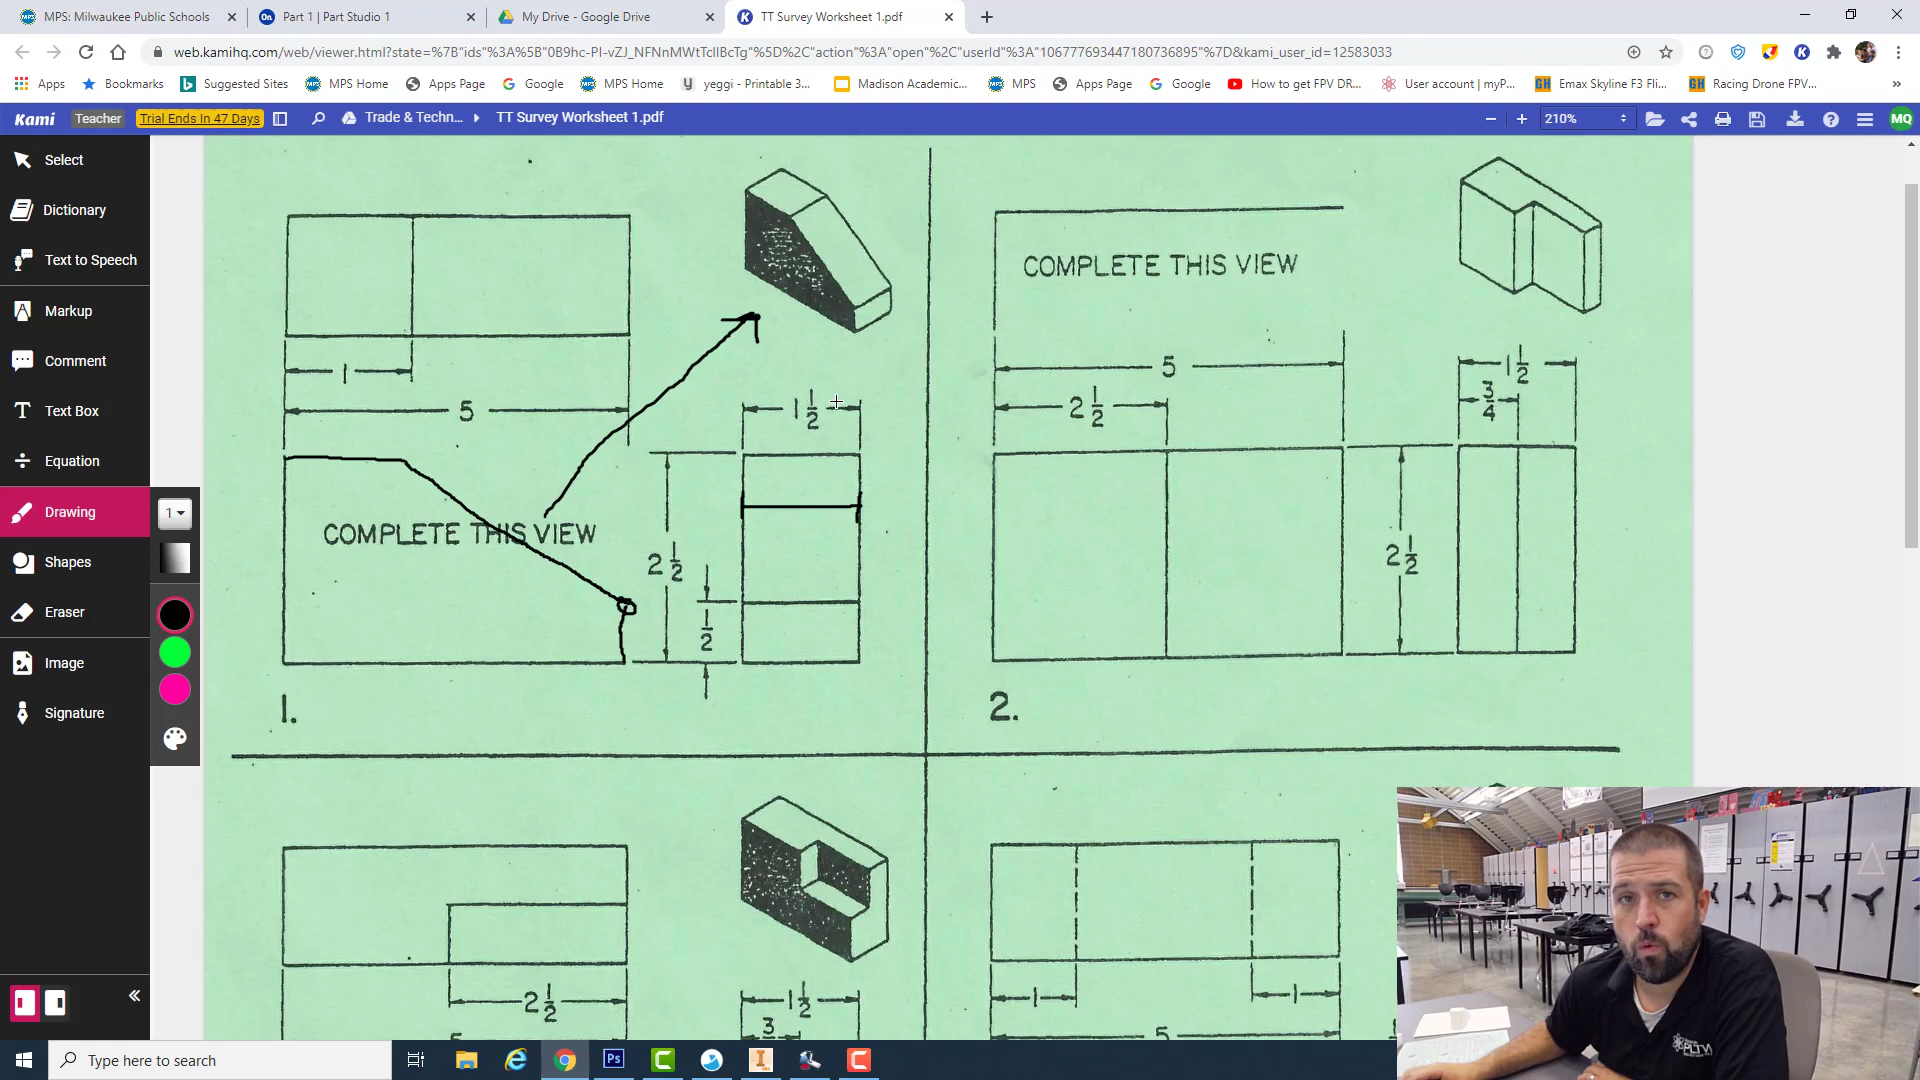 MPS: Milwaukee Public Schools
Part 1 | Part Studio 1
My Drive - Google Drive
TT Survey Worksheet 1.pdf
web.kamihq.com/web/viewer.html?state=%7B"ids"%3A%5B"0B9hc-PI-vZJ_NFNnMWtTcllBcTg"%5D%2C"action"%3A"open"%2C"userId"%3A"106777693447180736895"%7D&kami_user_id=12583033
Apps
Bookmarks
Suggested Sites
MPS Home
Apps Page
Google
MPS Home
yeggi - Printable 3...
Madison Academic...
MPS
Apps Page
Google
How to get FPV DR...
User account / myP...
Emax Skyline F3 Fli...
Racing Drone FPV...
Kami
Teacher
Trial Ends In 47 Days
Trade & Techn...
TT Survey Worksheet 1.pdf
210%
MQ
Select
Dictionary
Text to Speech
Markup
Comment
Text Box
Equation
Drawing
1
Shapes
Eraser
Image
Signature
1
5
COMPLETE THIS VIEW
1 1/2
2 1/2
1/2
1.
COMPLETE THIS VIEW
5
2 1/2
1 1/2
3/4
2 1/2
2.
2 1/2
1 1/2
3
1
1
5
PLTW
Type here to search